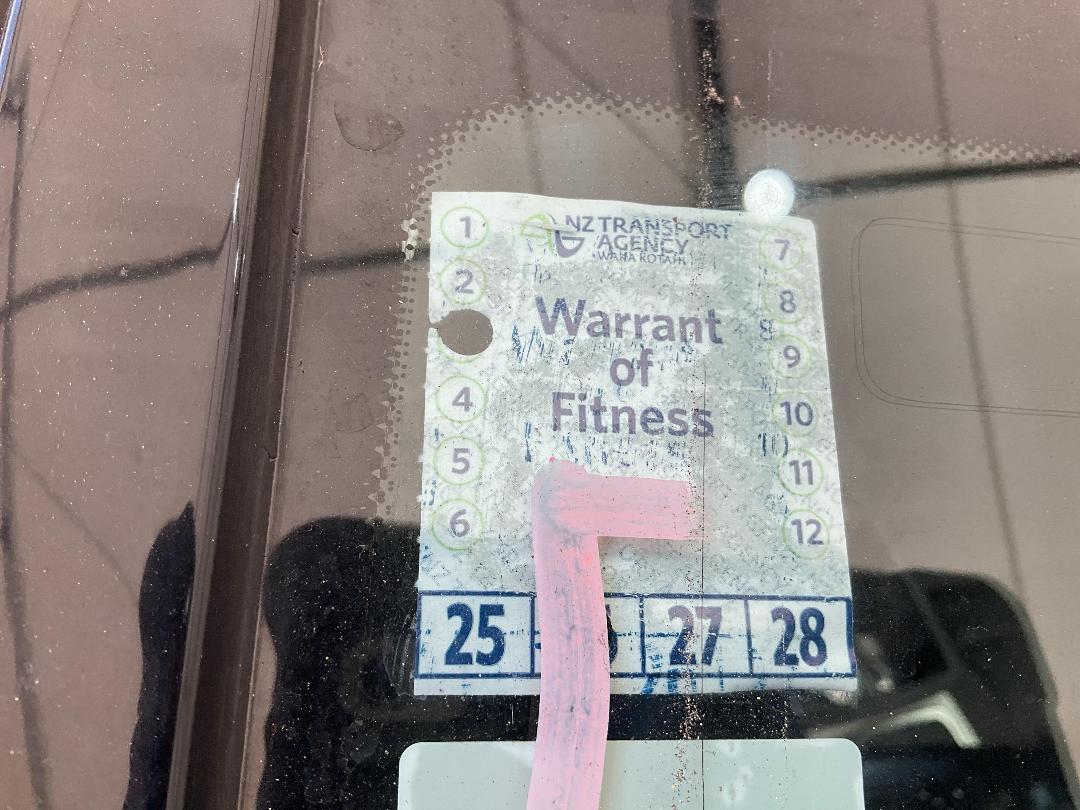 NZ TRANSPORT
AGENCY
WAKA KOTAHI
Warrant
of
Fitness
1
2
4
5
6
7
8
9
10
11
12
25 27 28